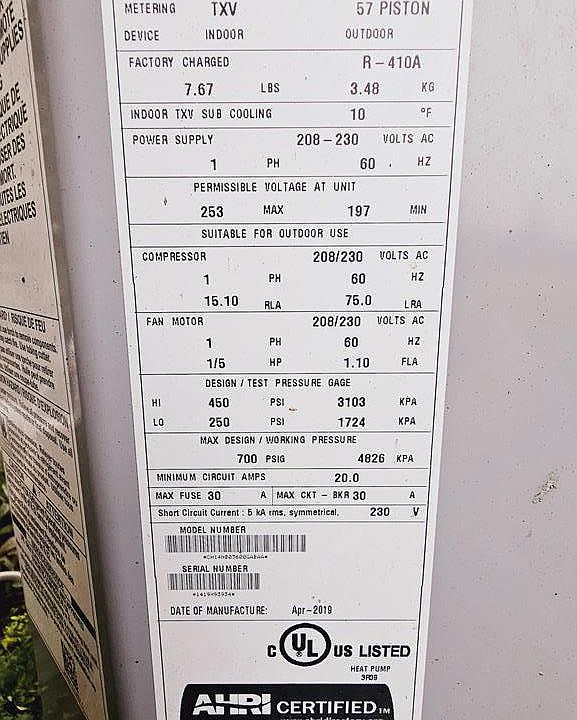 METERING TXV 57 PISTON
DEVICE INDOOR OUTDOOR
FACTORY CHARGED R-410A
7.67 LBS 3.48 KG
INDOOR TXV SUB COOLING 10 °F
POWER SUPPLY 208-230 VOLTS AC
1 PH 60 HZ
PERMISSIBLE VOLTAGE AT UNIT
253 MAX 197 MIN
SUITABLE FOR OUTDOOR USE
COMPRESSOR 208/230 VOLTS AC
1 PH 60 HZ
15.10 RLA 75.0 LRA
FAN MOTOR 208/230 VOLTS AC
1 PH 60 HZ
1/5 HP 1.10 FLA
DESIGN / TEST PRESSURE GAGE
HI 450 PSI 3103 KPA
LO 250 PSI 1724 KPA
MAX DESIGN / WORKING PRESSURE
700 PSIG 4826 KPA
MINIMUM CIRCUIT AMPS 20.0
MAX FUSE 30 A MAX CKT - BKR 30 A
Short Circuit Current : 5 kA rms, symmetrical, 230 V
MODEL NUMBER
SERIAL NUMBER
*1419H93934*
DATE OF MANUFACTURE: Apr-2019
C UL US LISTED
HEAT PUMP
3R09
AHRI CERTIFIED TM
www.ahridirectory.org